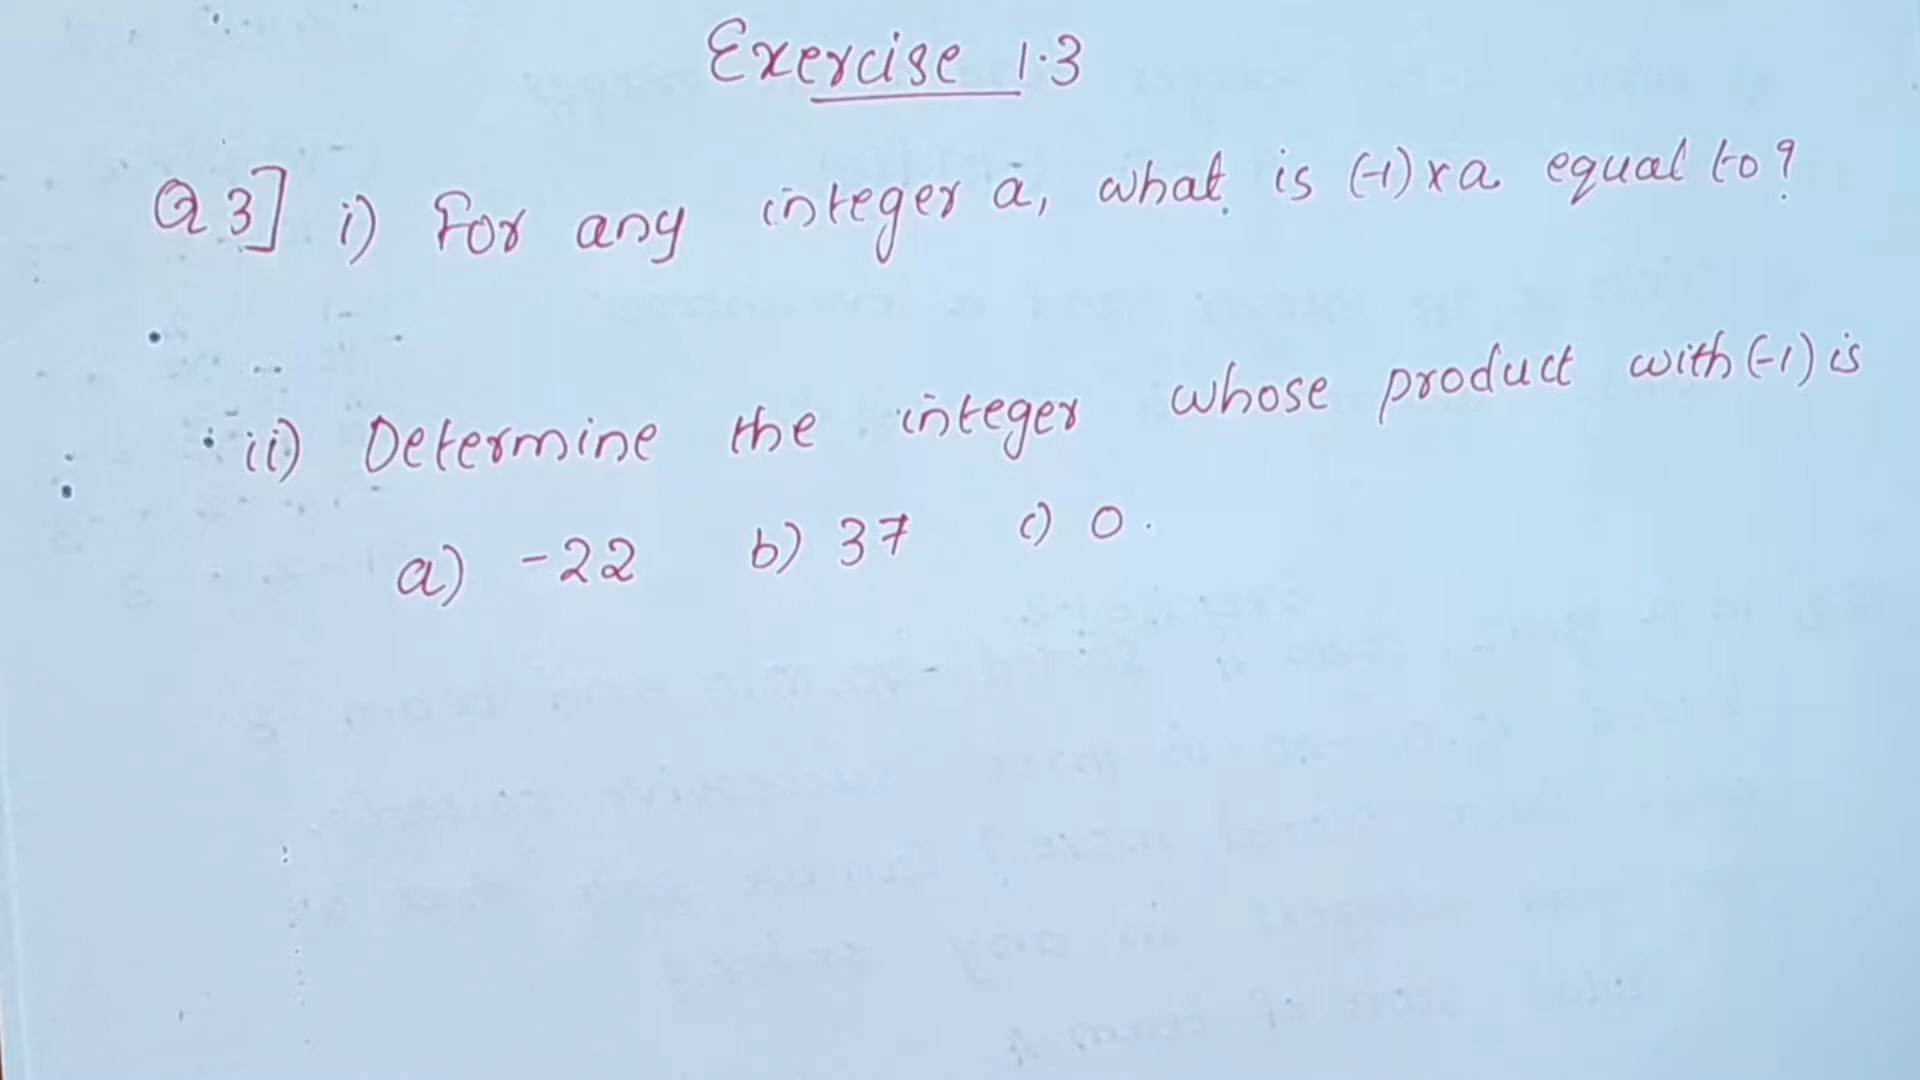 Exercise 1.3
Q3] i) For any integer a, what is (-1)×a equal to?
ii) Determine the integer whose product with (-1) is
a) -22 b) 37 c) 0.